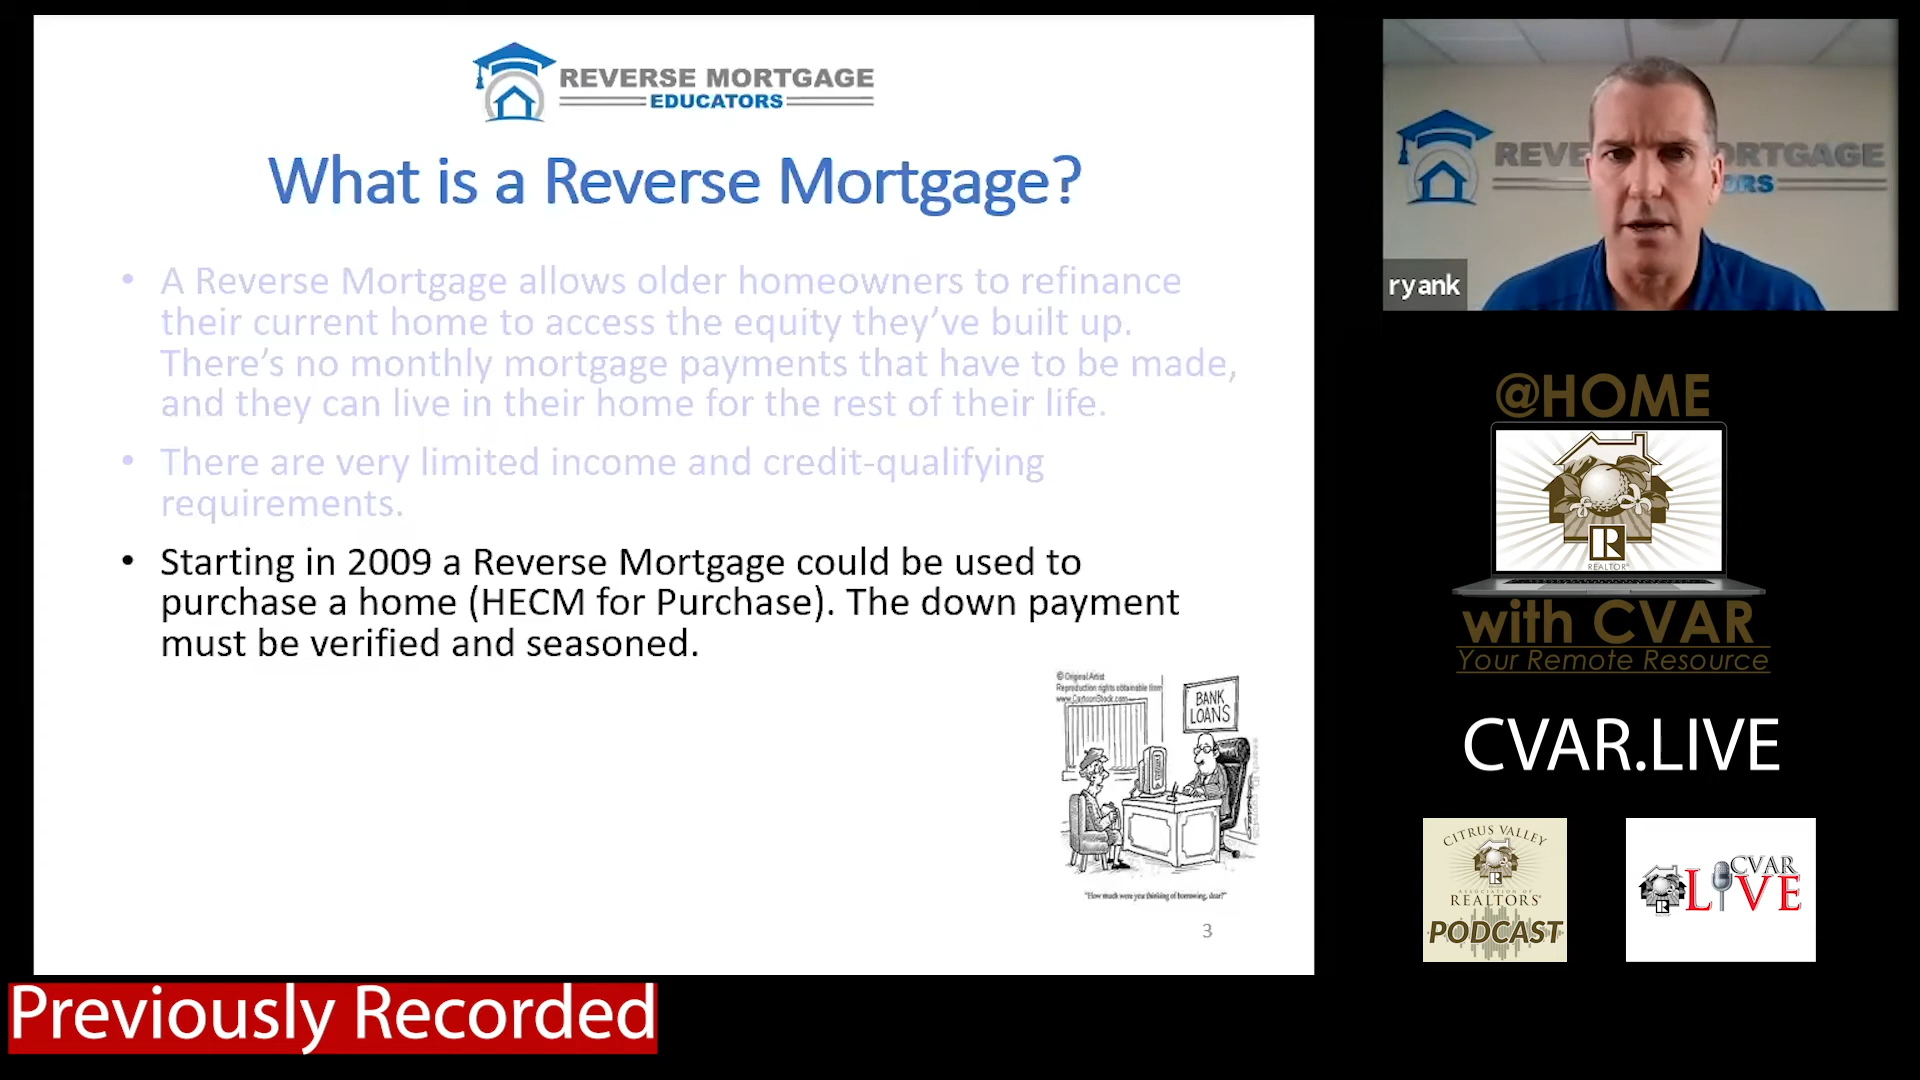 REVERSE MORTGAGE
EDUCATORS
What is a Reverse Mortgage?
• A Reverse Mortgage allows older homeowners to refinance
their current home to access the equity they’ve built up.
There’s no monthly mortgage payments that have to be made,
and they can live in their home for the rest of their life.
• There are very limited income and credit-qualifying
requirements.
• Starting in 2009 a Reverse Mortgage could be used to
purchase a home (HECM for Purchase). The down payment
must be verified and seasoned.
© Original Artist
Reproduction rights obtainable from
www.CartoonStock.com
BANK
LOANS
"How much were you thinking of borrowing, dear?"
3
Previously Recorded
REVE ORTGAGE
ORS
ryank
@HOME
R
REALTOR®
with CVAR
Your Remote Resource
CVAR.LIVE
CITRUS VALLEY
R
ASSOCIATION OF
REALTORS®
PODCAST
CVAR
LIVE
R